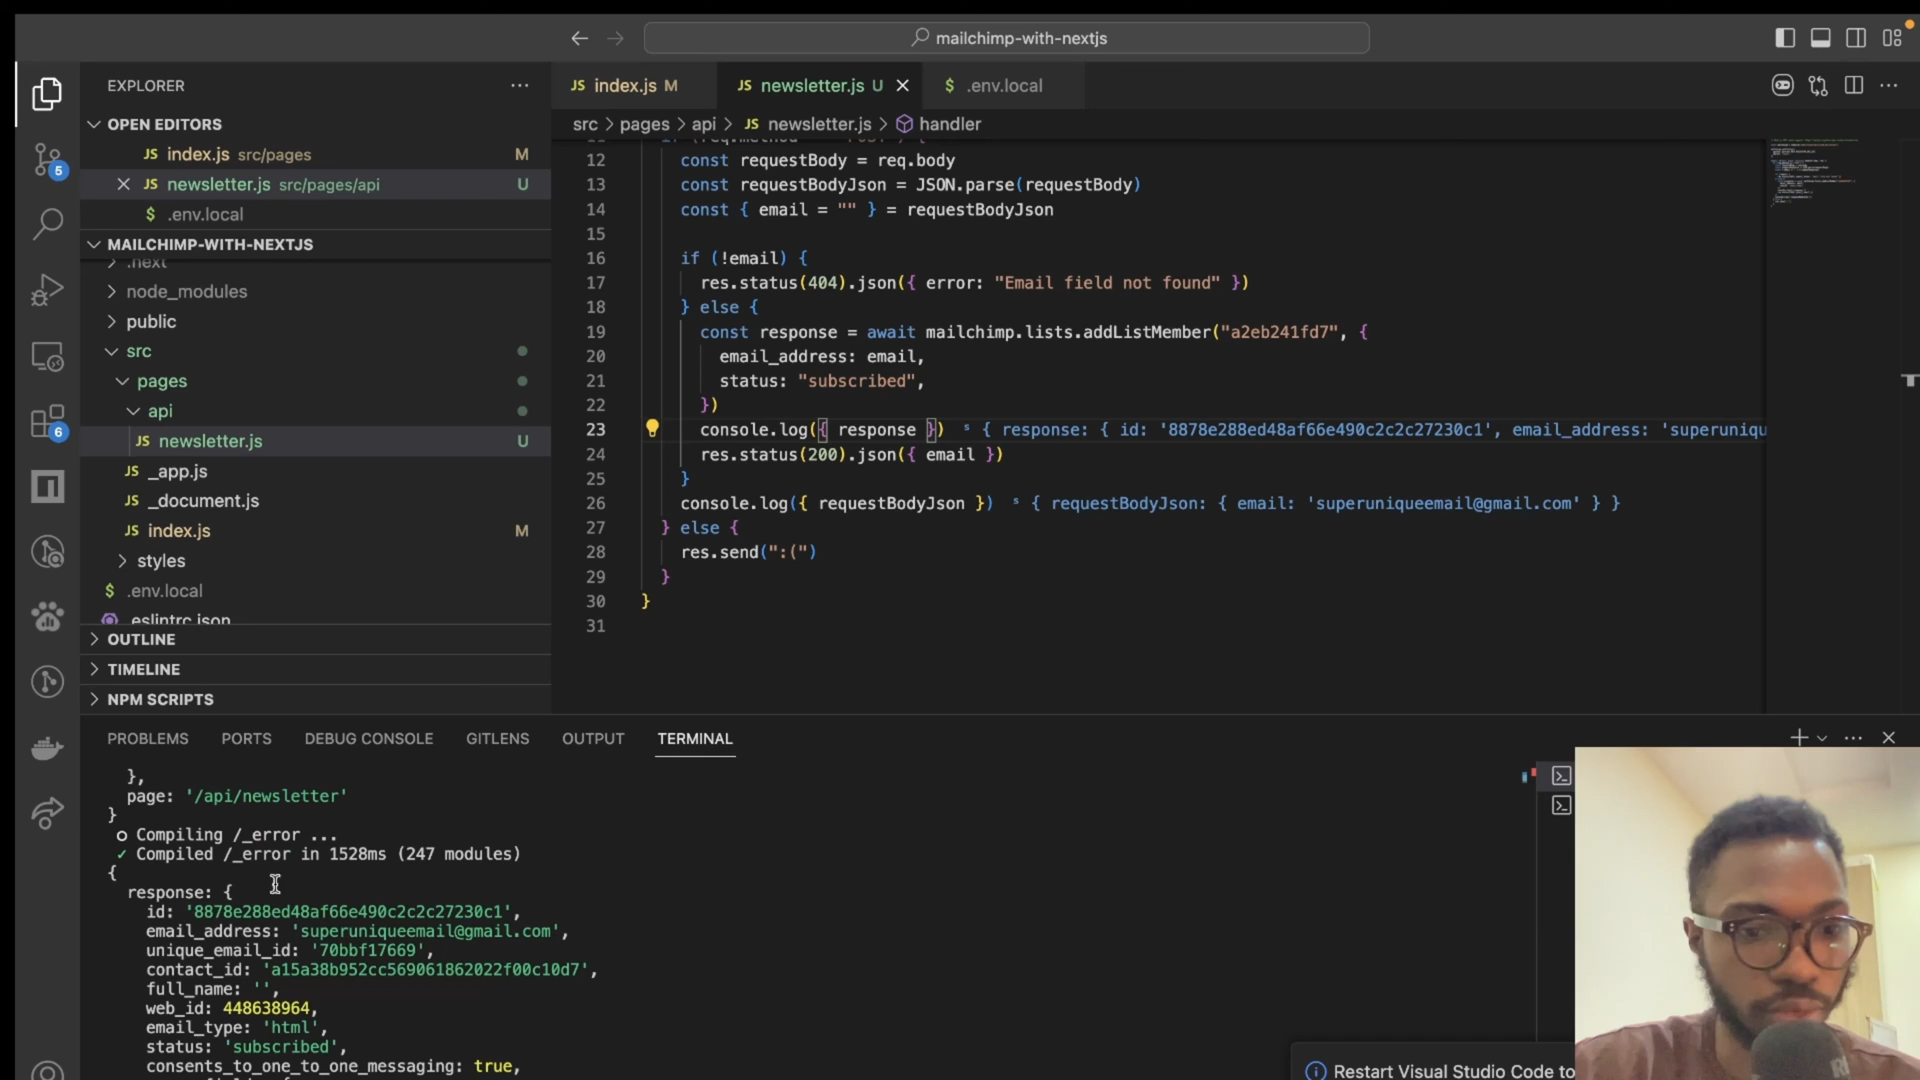 mailchimp-with-nextjs
EXPLORER
OPEN EDITORS
JS index.js src/pages M
JS newsletter.js src/pages/api U
$ .env.local
MAILCHIMP-WITH-NEXTJS
.next
node_modules
public
src
pages
api
JS newsletter.js U
JS _app.js
JS _document.js
JS index.js M
styles
$ .env.local
eslintrc.json
OUTLINE
TIMELINE
NPM SCRIPTS
5
6
JS index.js M
JS newsletter.js U
$ .env.local
src > pages > api > JS newsletter.js > handler
12 const requestBody = req.body
13 const requestBodyJson = JSON.parse(requestBody)
14 const { email = "" } = requestBodyJson
15
16 if (!email) {
17 res.status(404).json({ error: "Email field not found" })
18 } else {
19 const response = await mailchimp.lists.addListMember("a2eb241fd7", {
20 email_address: email,
21 status: "subscribed",
22 })
23 console.log({ response }) s { response: { id: '8878e288ed48af66e490c2c2c27230c1', email_address: 'superuniqu
24 res.status(200).json({ email })
25 }
26 console.log({ requestBodyJson }) s { requestBodyJson: { email: 'superuniqueemail@gmail.com' } }
27 } else {
28 res.send(":(")
29 }
30 }
31
PROBLEMS PORTS DEBUG CONSOLE GITLENS OUTPUT TERMINAL
},
page: '/api/newsletter'
}
○ Compiling /_error ...
✓ Compiled /_error in 1528ms (247 modules)
{
response: {
id: '8878e288ed48af66e490c2c2c27230c1',
email_address: 'superuniqueemail@gmail.com',
unique_email_id: '70bbf17669',
contact_id: 'a15a38b952cc569061862022f00c10d7',
full_name: '',
web_id: 448638964,
email_type: 'html',
status: 'subscribed',
consents_to_one_to_one_messaging: true,
Restart Visual Studio Code to